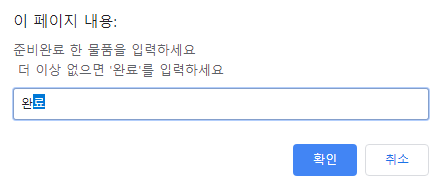 이 페이지 내용:
준비완료 한 물품을 입력하세요
더 이상 없으면 '완료'를 입력하세요
완료
확인 취소